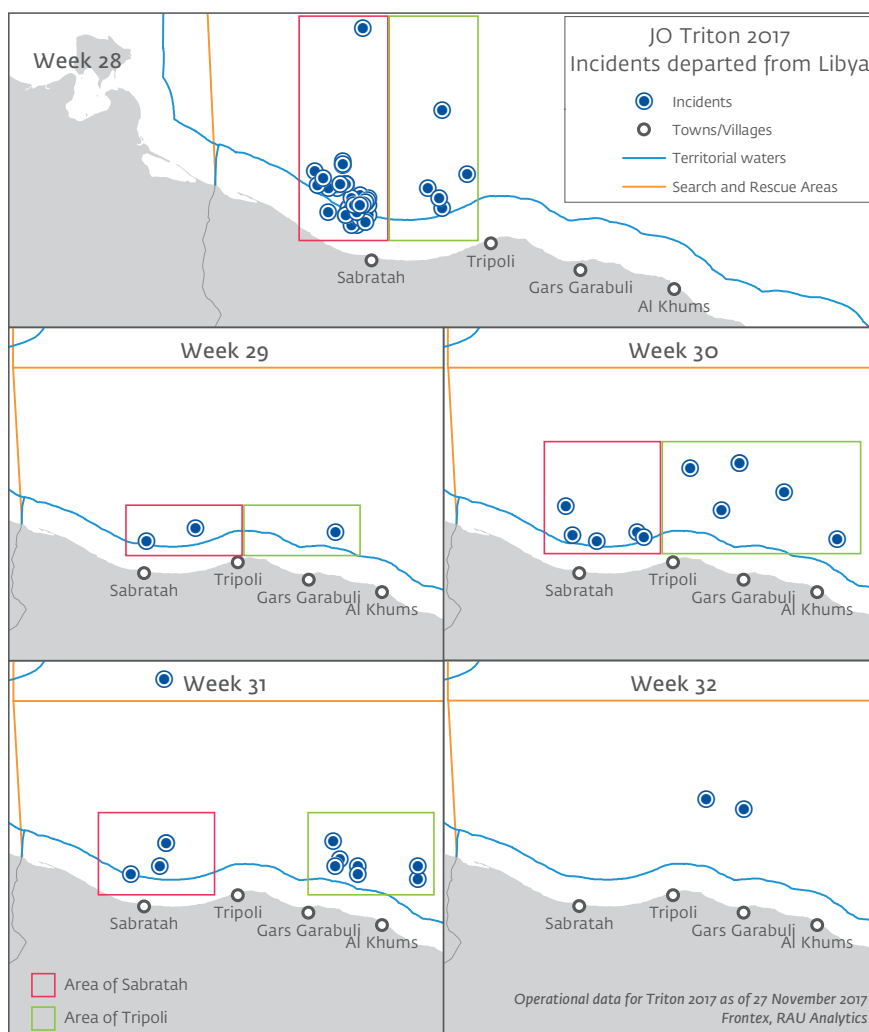 Week 28
JO Triton 2017
Incidents departed from Libya
Incidents
Towns/Villages
Territorial waters
Search and Rescue Areas
Sabratah
Tripoli
Gars Garabuli
Al Khums
Week 29
Sabratah
Tripoli
Gars Garabuli
Al Khums
Week 30
Sabratah
Tripoli
Gars Garabuli
Al Khums
Week 31
Sabratah
Tripoli
Gars Garabuli
Al Khums
Area of Sabratah
Area of Tripoli
Week 32
Sabratah
Tripoli
Gars Garabuli
Al Khums
Operational data for Triton 2017 as of 27 November 2017
Frontex, RAU Analytics